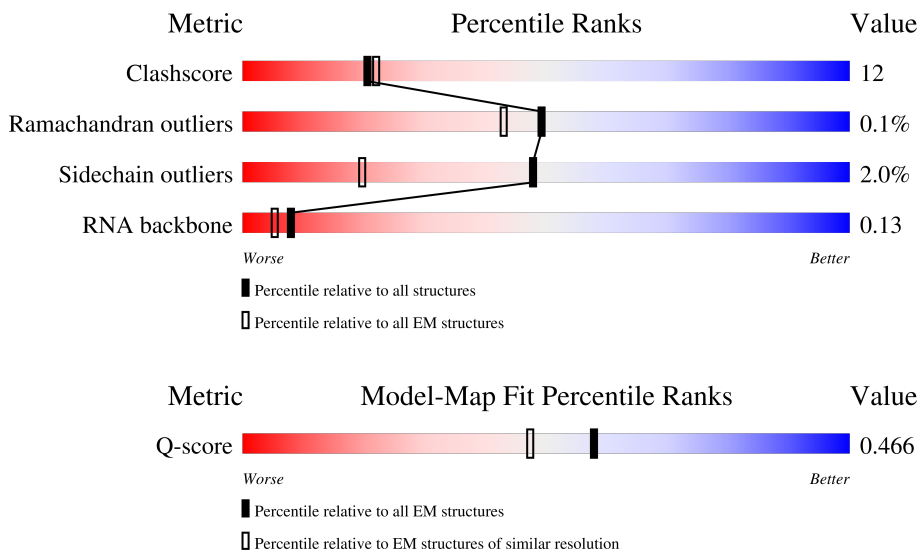 Metric Percentile Ranks Value
Clashscore 12
Ramachandran outliers 0.1%
Sidechain outliers 2.0%
RNA backbone 0.13
Worse Better
Percentile relative to all structures
Percentile relative to all EM structures
Metric Model-Map Fit Percentile Ranks Value
Q-score 0.466
Worse Better
Percentile relative to all EM structures
Percentile relative to EM structures of similar resolution